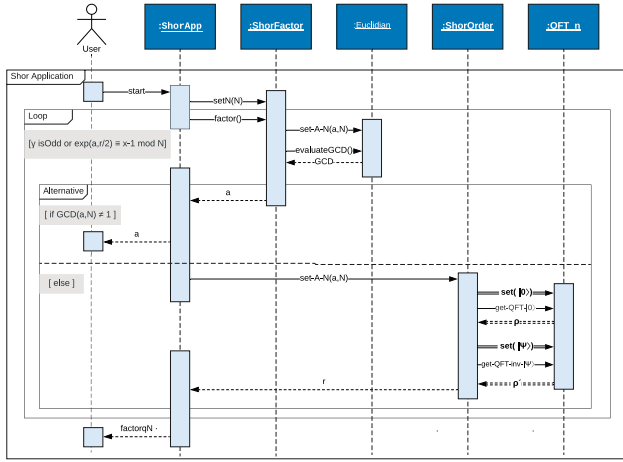 :ShorApp
:ShorFactor
:Euclidian
:ShorOrder
:QFT_n
User
Shor Application
start
setN(N)
Loop
factor()
[y isOdd or exp(a,r/2) ≡ x-1 mod N]
set-A-N(a,N)
evaluateGCD()
GCD
Alternative
a
[ if GCD(a,N) ≠ 1 ]
a
[ else ]
set-A-N(a,N)
set( |0⟩)
get-QFT-|0⟩
ρ
set( |Ψ⟩)
get-QFT-inv-|Ψ⟩
r
ρ´
factorqN